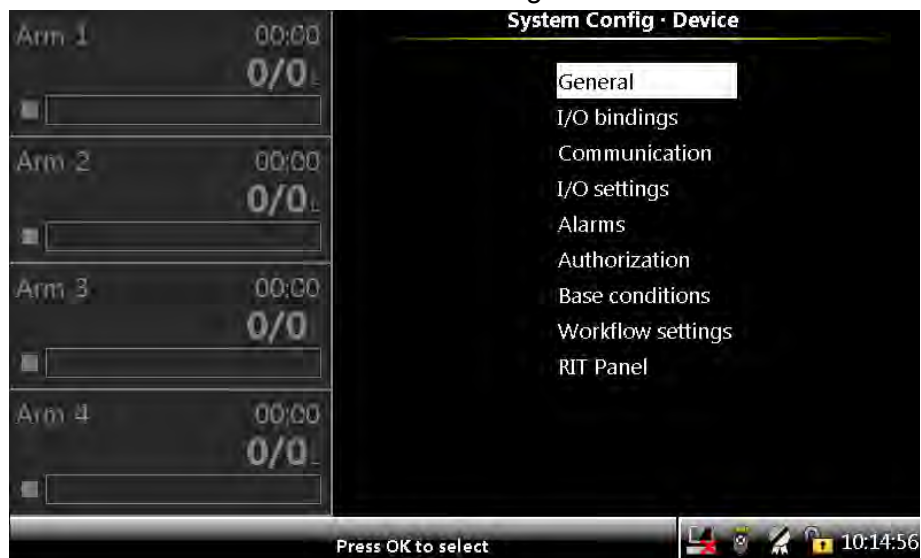 Arm 1 00:00
0/0 L
Arm 2 00:00
0/0 L
Arm 3 00:00
0/0
Arm 4 00:00
0/0
System Config · Device
General
I/O bindings
Communication
I/O settings
Alarms
Authorization
Base conditions
Workflow settings
RIT Panel
Press OK to select
10:14:56